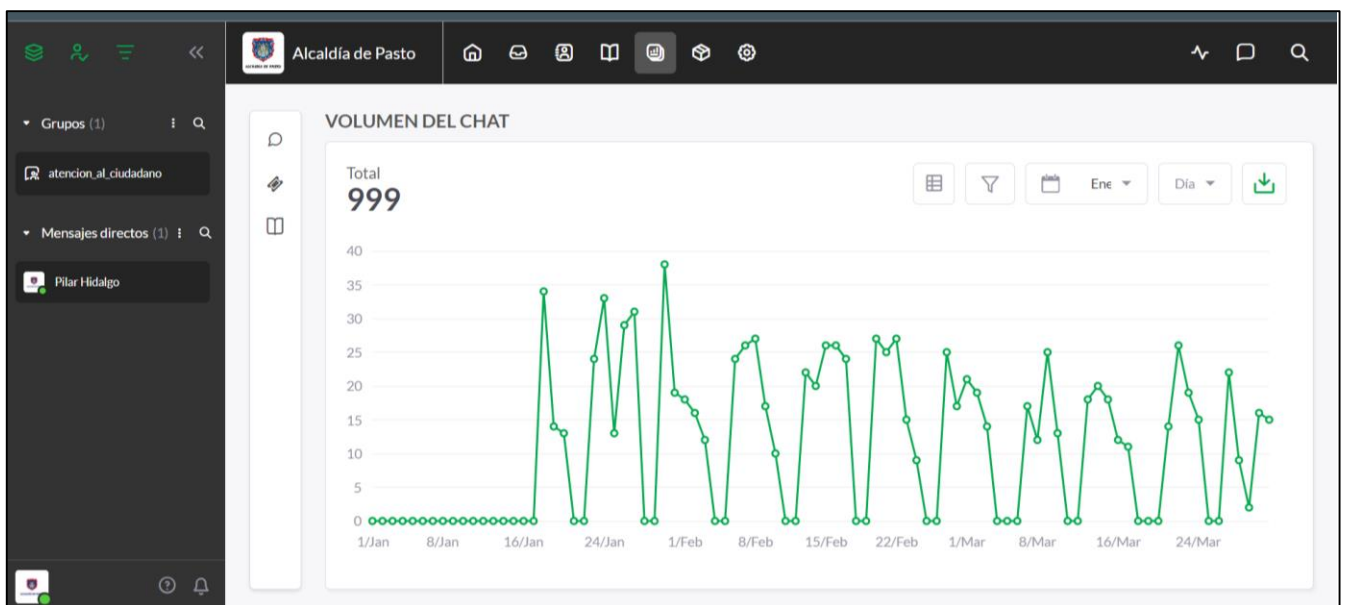 Alcaldía de Pasto
Grupos (1)
atencion_al_ciudadano
Mensajes directos (1)
Pilar Hidalgo
VOLUMEN DEL CHAT
Total
999
Ene
Día
40
35
30
25
20
15
10
5
0
1/Jan 8/Jan 16/Jan 24/Jan 1/Feb 8/Feb 15/Feb 22/Feb 1/Mar 8/Mar 16/Mar 24/Mar